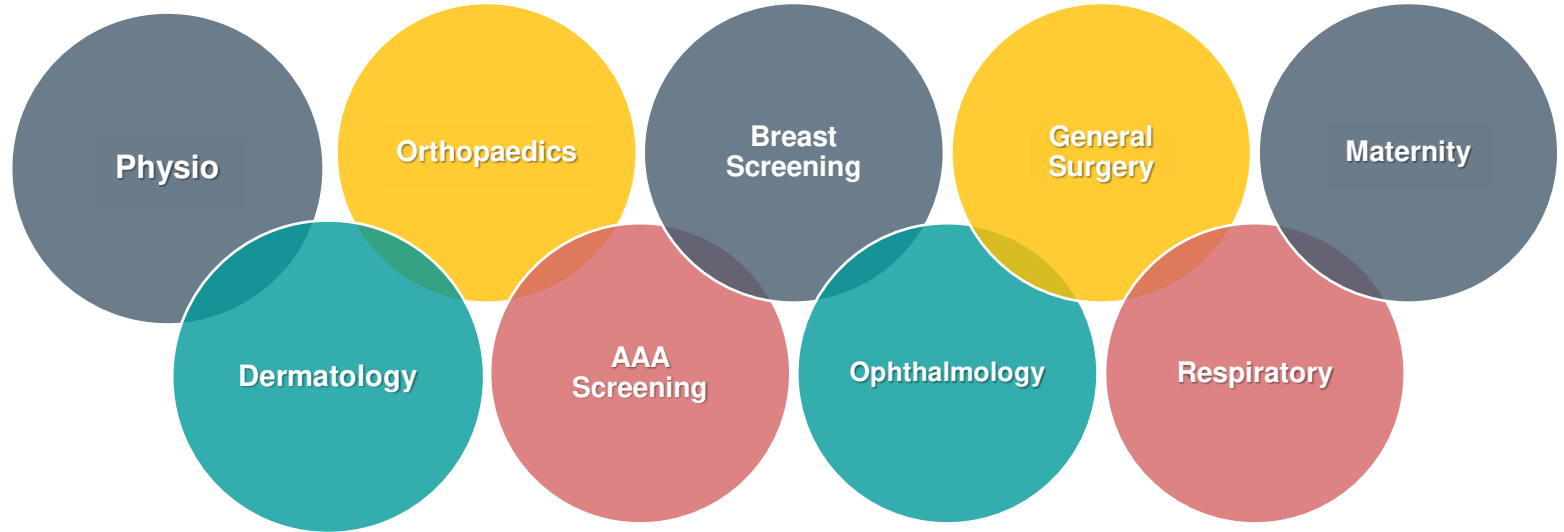 Physio
Orthopaedics
Breast
Screening
General
Surgery
Maternity
Dermatology
AAA
Screening
Ophthalmology
Respiratory